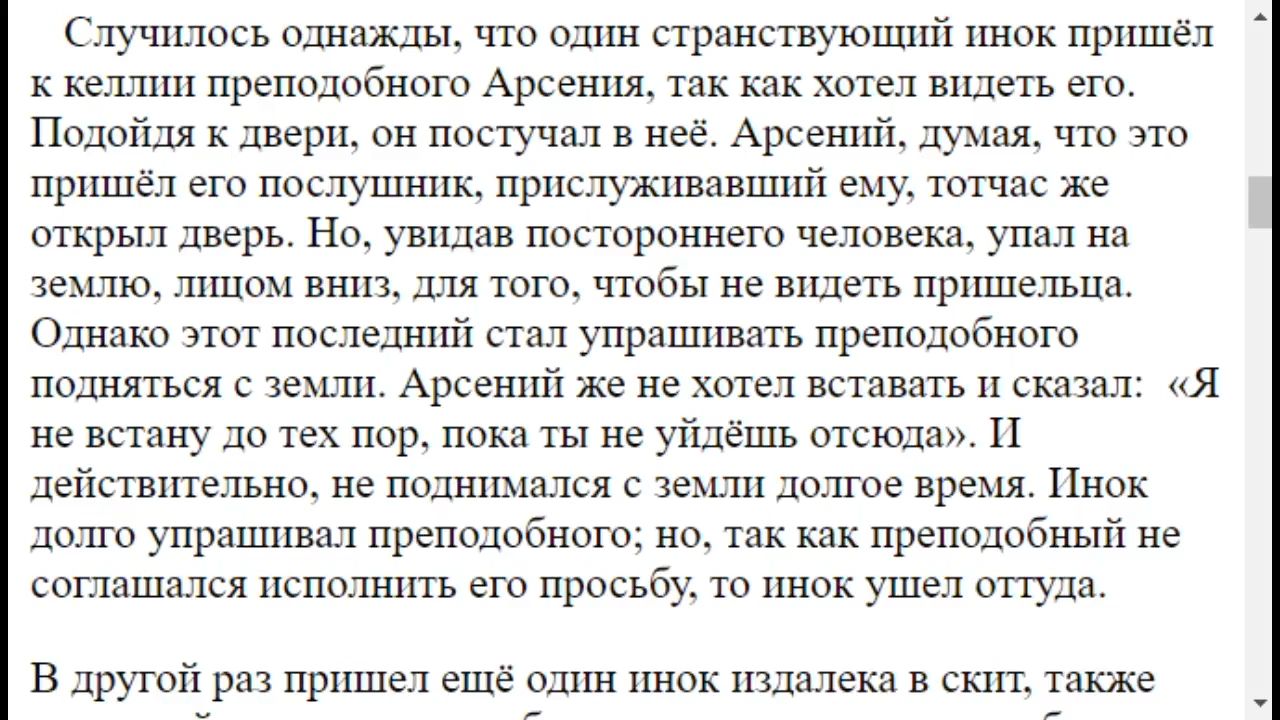 Случилось однажды, что один странствующий инок пришёл
к келлии преподобного Арсения, так как хотел видеть его.
Подойдя к двери, он постучал в неё. Арсений, думая, что это
пришёл его послушник, прислуживавший ему, тотчас же
открыл дверь. Но, увидав постороннего человека, упал на
землю, лицом вниз, для того, чтобы не видеть пришельца.
Однако этот последний стал упрашивать преподобного
подняться с земли. Арсений же не хотел вставать и сказал:  «Я
не встану до тех пор, пока ты не уйдёшь отсюда». И
действительно, не поднимался с земли долгое время. Инок
долго упрашивал преподобного; но, так как преподобный не
соглашался исполнить его просьбу, то инок ушел оттуда.
В другой раз пришел ещё один инок издалека в скит, также